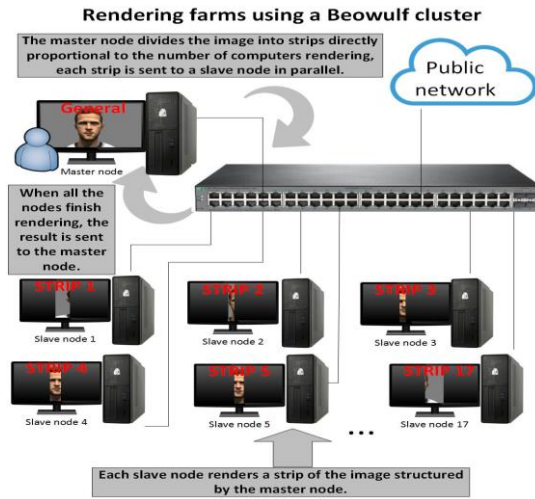 Rendering farms using a Beowulf cluster
The master node divides the image into strips directly
proportional to the number of computers rendering,
each strip is sent to a slave node in parallel.
Public
network
General
Master node
When all the
nodes finish
rendering, the
result is sent
to the master
node.
STRIP 1
Slave node 1
STRIP 2
Slave node 2
STRIP 3
Slave node 3
STRIP 4
Slave node 4
STRIP 5
Slave node 5
...
STRIP 17
Slave node 17
Each slave node renders a strip of the image structured
by the master node.